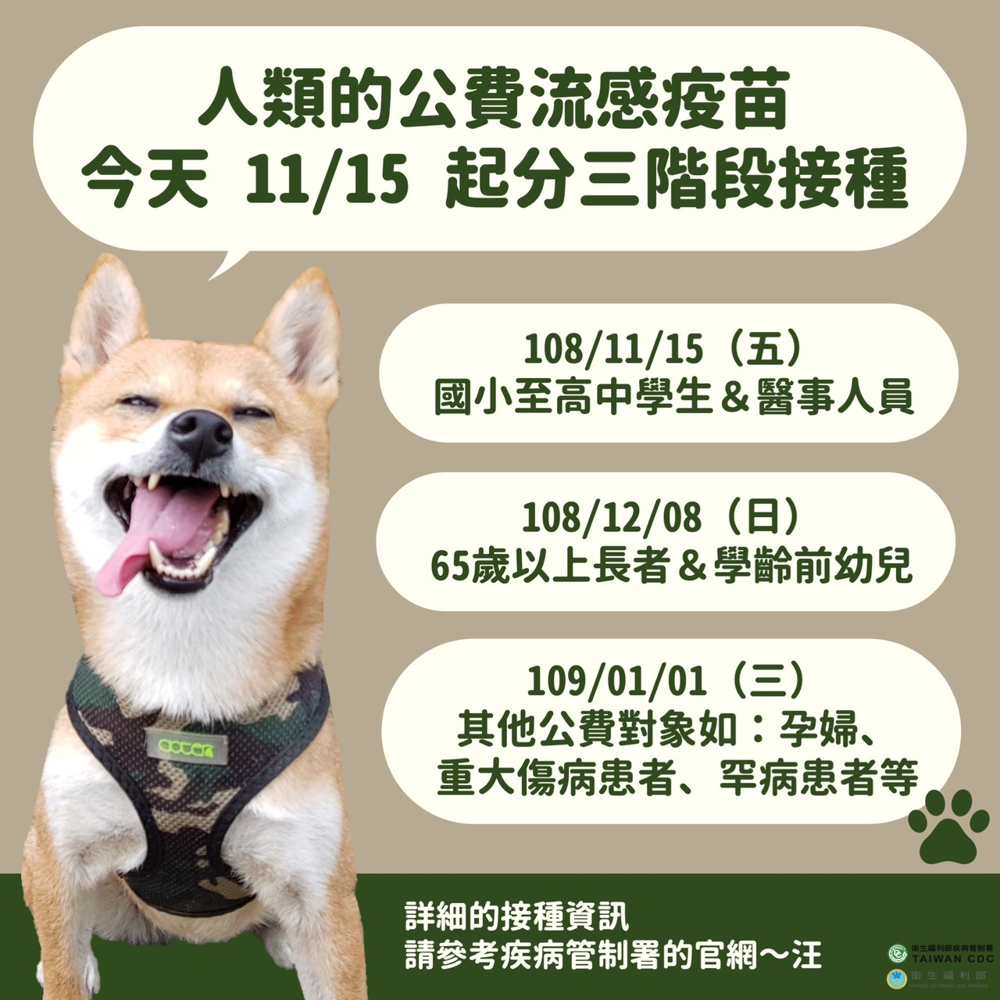 人類的公費流感疫苗
今天 11/15 起分三階段接種
108/11/15（五）
國小至高中學生＆醫事人員
108/12/08（日）
65歲以上長者＆學齡前幼兒
109/01/01（三）
其他公費對象如：孕婦、
重大傷病患者、罕病患者等
詳細的接種資訊
請參考疾病管制署的官網～汪
衛生福利部疾病管制署
TAIWAN CDC
衛生福利部
Ministry of Health and Welfare